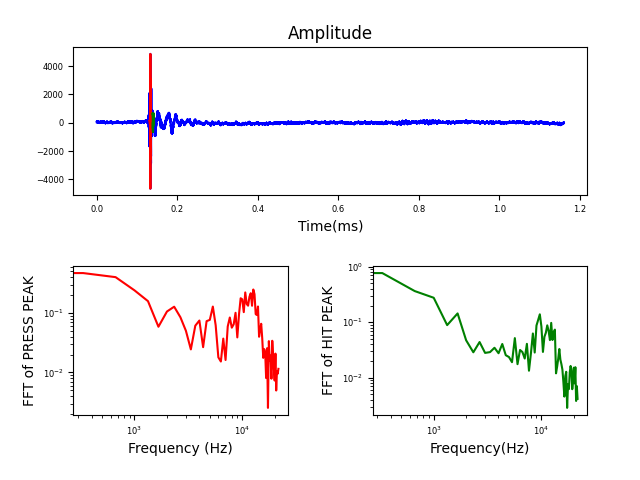 Amplitude
4000
2000
0
−2000
−4000
0.0 0.2 0.4 0.6 0.8 1.0 1.2
Time(ms)
FFT of PRESS PEAK
10⁻¹
10⁻²
10³ 10⁴
Frequency (Hz)
FFT of HIT PEAK
10⁰
10⁻¹
10⁻²
10³ 10⁴
Frequency(Hz)